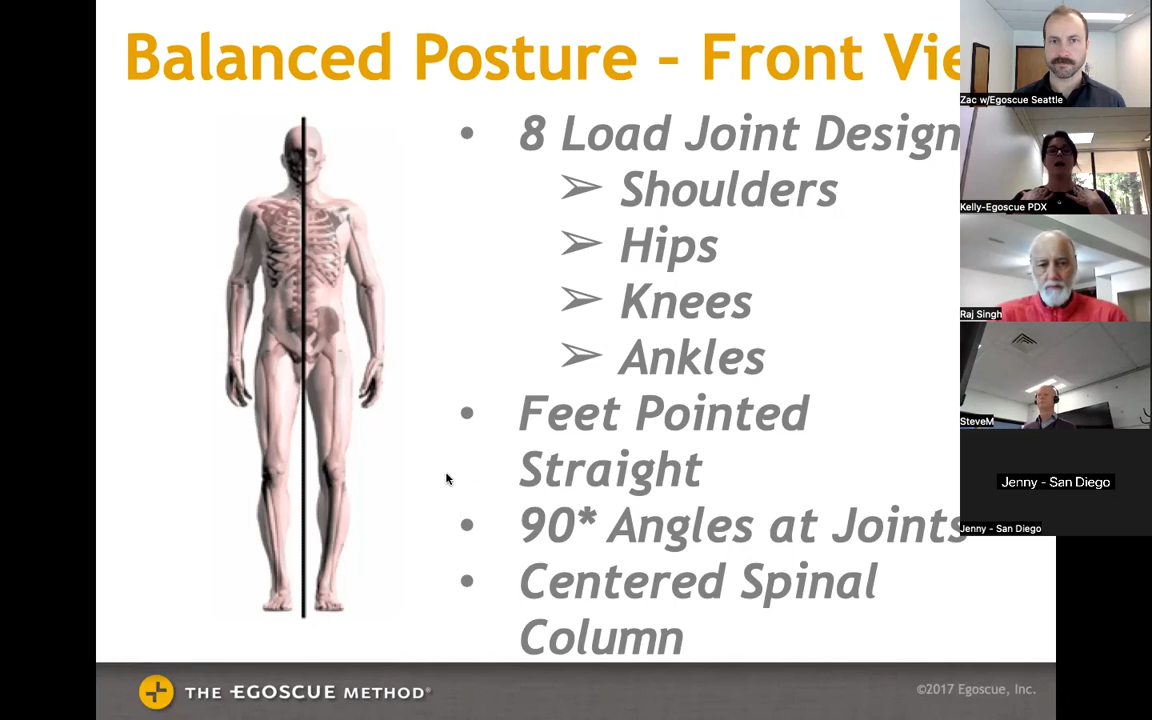 Balanced Posture – Front Vie
• 8 Load Joint Design
➢ Shoulders
➢ Hips
➢ Knees
➢ Ankles
• Feet Pointed
Straight
• 90* Angles at Joints
• Centered Spinal
Column
THE EGOSCUE METHOD®
©2017 Egoscue, Inc.
Zac w/Egoscue Seattle
Kelly-Egoscue PDX
Raj Singh
SteveM
Jenny - San Diego
Jenny - San Diego